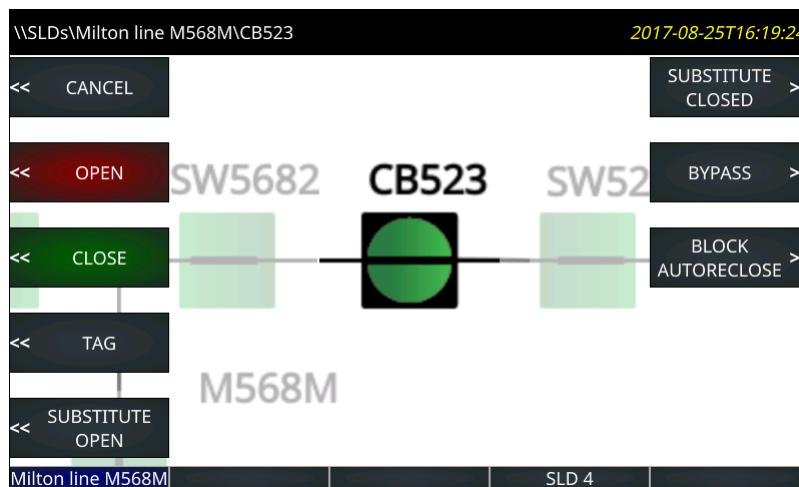 \\SLDs\Milton line M568M\CB523
2017-08-25T16:19:24
<< CANCEL
SUBSTITUTE
CLOSED >
<< OPEN
SW5682
CB523
SW52
BYPASS >
<< CLOSE
BLOCK
AUTORECLOSE >
<< TAG
M568M
<< SUBSTITUTE
OPEN
Milton line M568M
SLD 4